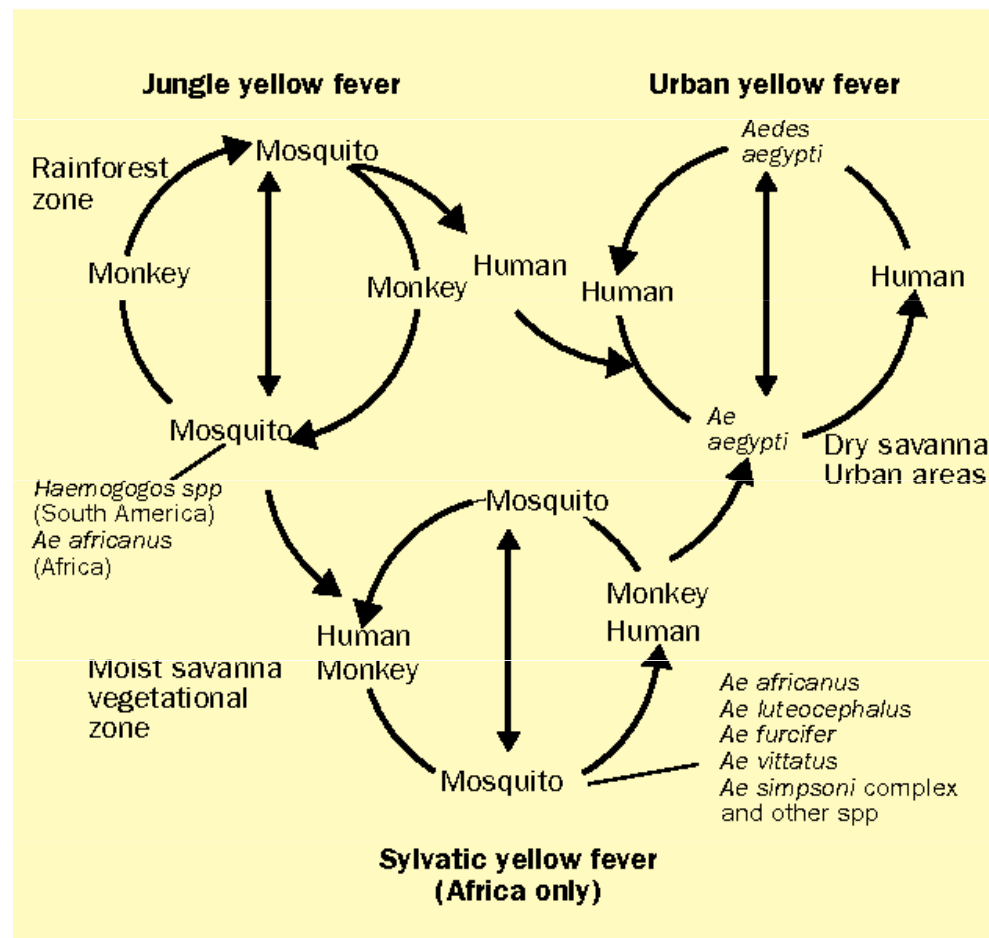 Jungle yellow fever
Urban yellow fever
Rainforest
zone
Mosquito
Monkey
Monkey
Human
Mosquito
Haemogogos spp
(South America)
Ae africanus
(Africa)
Aedes
aegypti
Human
Human
Ae
aegypti
Dry savanna
Urban areas
Mosquito
Human
Monkey
Monkey
Human
Moist savanna
vegetational
zone
Mosquito
Ae africanus
Ae luteocephalus
Ae furcifer
Ae vittatus
Ae simpsoni complex
and other spp
Sylvatic yellow fever
(Africa only)